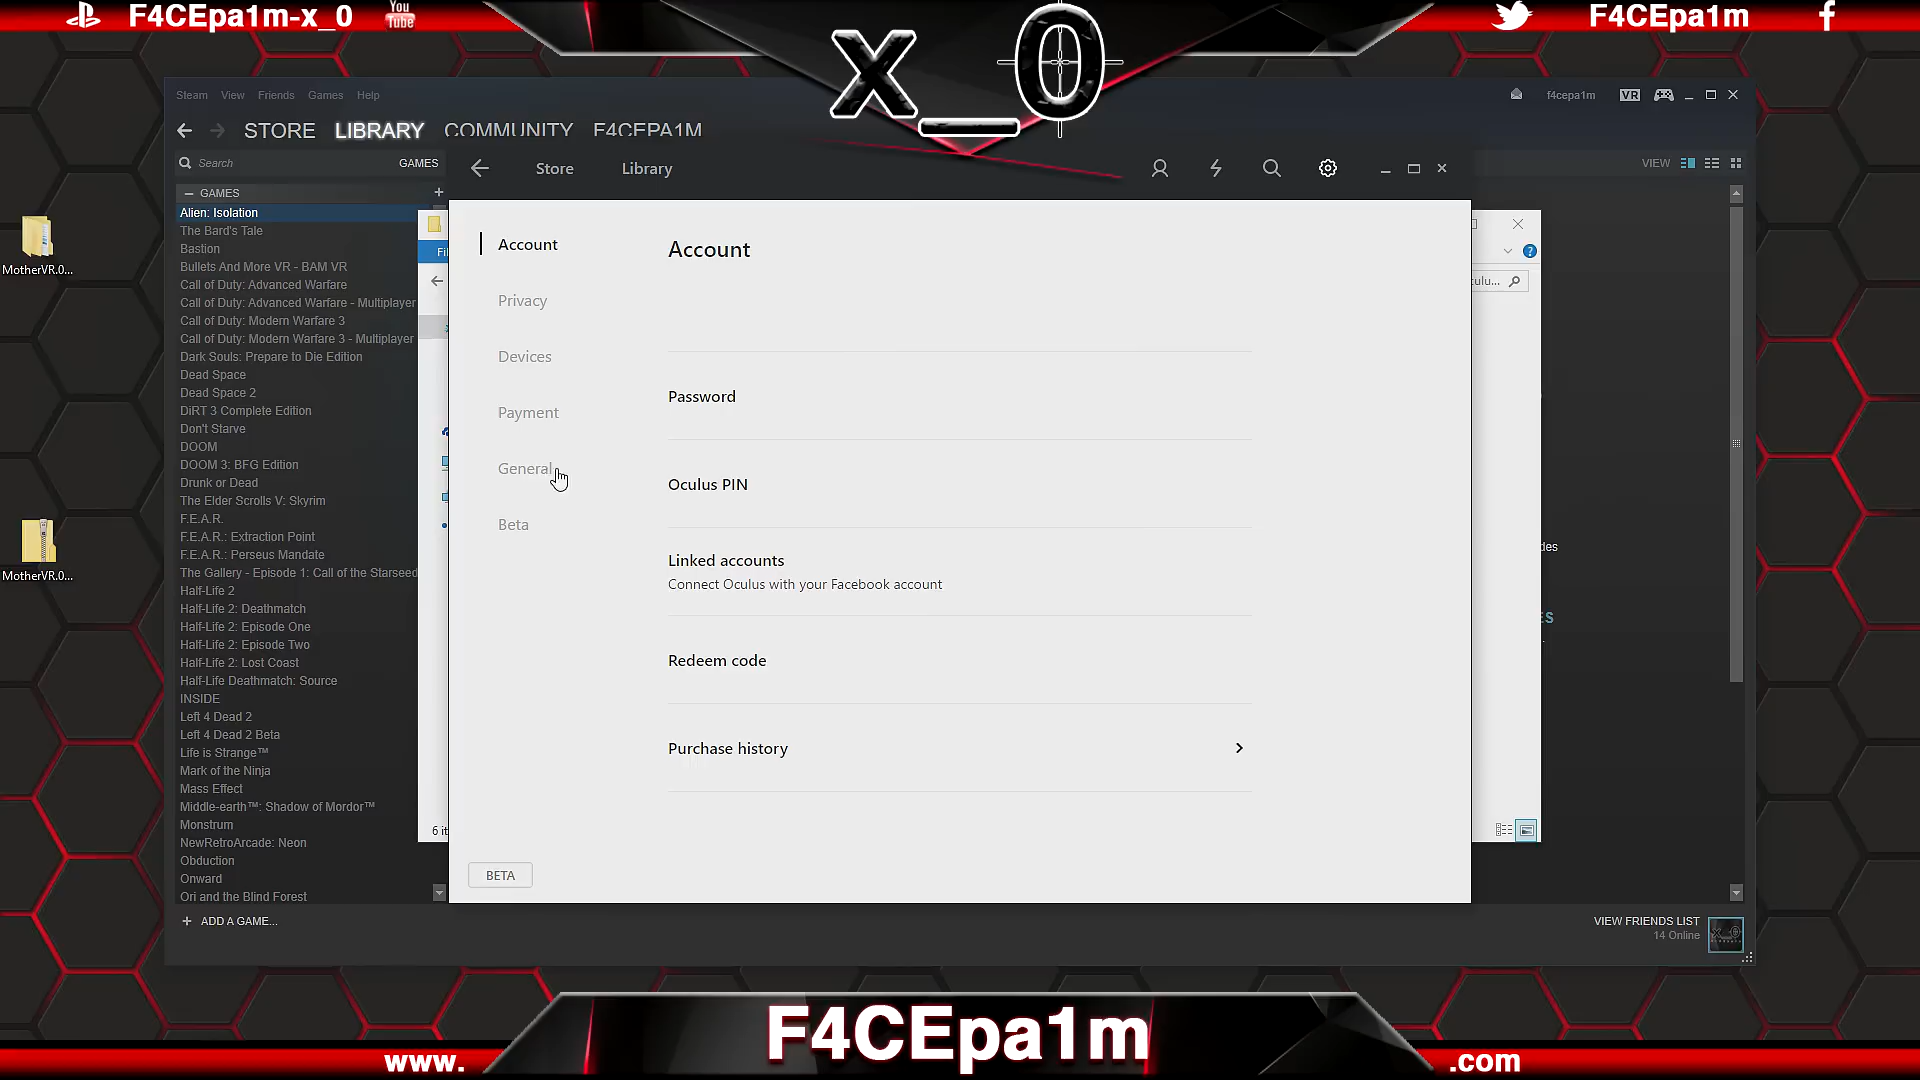 F4CEpa1m-x_0
You
Tube
x_0
F4CEpa1m
f
Steam View Friends Games Help
f4cepa1m VR
STORE LIBRARY COMMUNITY F4CEPA1M
Search GAMES
VIEW
Store Library
GAMES
Alien: Isolation
The Bard's Tale
Bastion
Bullets And More VR - BAM VR
Call of Duty: Advanced Warfare
Call of Duty: Advanced Warfare - Multiplayer
Call of Duty: Modern Warfare 3
Call of Duty: Modern Warfare 3 - Multiplayer
Dark Souls: Prepare to Die Edition
Dead Space
Dead Space 2
DiRT 3 Complete Edition
Don't Starve
DOOM
DOOM 3: BFG Edition
Drunk or Dead
The Elder Scrolls V: Skyrim
F.E.A.R.
F.E.A.R.: Extraction Point
F.E.A.R.: Perseus Mandate
The Gallery - Episode 1: Call of the Starseed
Half-Life 2
Half-Life 2: Deathmatch
Half-Life 2: Episode One
Half-Life 2: Episode Two
Half-Life 2: Lost Coast
Half-Life Deathmatch: Source
INSIDE
Left 4 Dead 2
Left 4 Dead 2 Beta
Life is Strange™
Mark of the Ninja
Mass Effect
Middle-earth™: Shadow of Mordor™
Monstrum
NewRetroArcade: Neon
Obduction
Onward
Ori and the Blind Forest
ADD A GAME...
MotherVR.0...
MotherVR.0...
Fil
6 it
Account
Privacy
Devices
Payment
General
Beta
BETA
Account
Password
Oculus PIN
Linked accounts
Connect Oculus with your Facebook account
Redeem code
Purchase history
culu...
des
ES
VIEW FRIENDS LIST
14 Online
F4CEpa1m
www.
.com